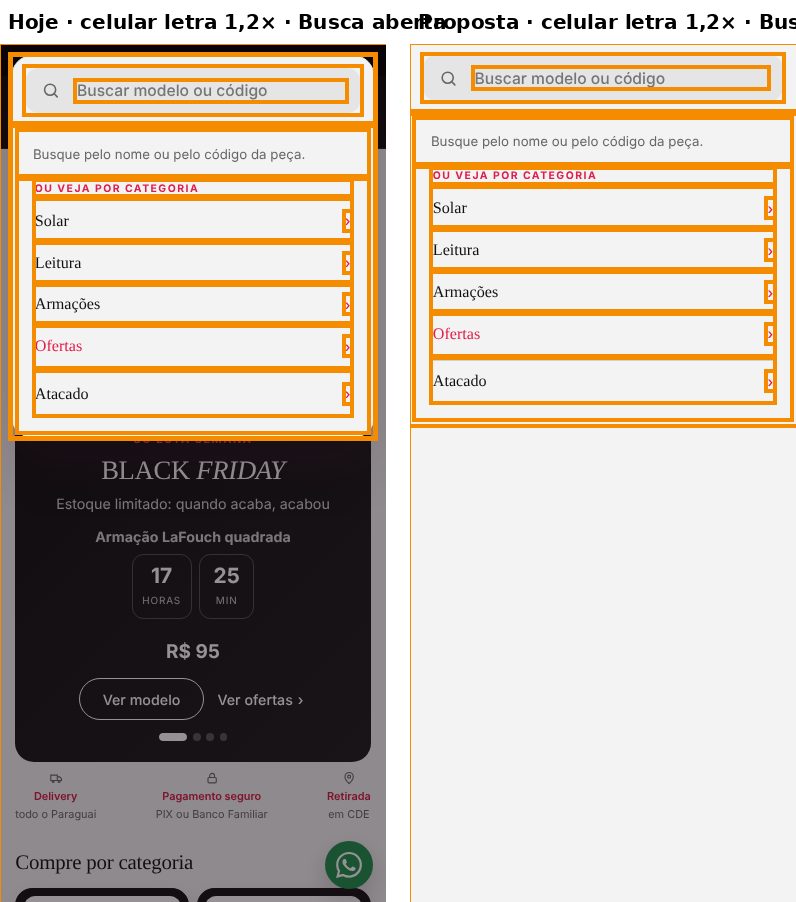 Hoje · celular letra 1,2× · Busca aberta
Buscar modelo ou código
Busque pelo nome ou pelo código da peça.
OU VEJA POR CATEGORIA
Solar ›
Leitura ›
Armações ›
Ofertas ›
Atacado ›
BLACK FRIDAY
Estoque limitado: quando acaba, acabou
Armação LaFouch quadrada
17 25
HORAS MIN
R$ 95
Ver modelo Ver ofertas ›
Delivery Pagamento seguro Retirada
todo o Paraguai PIX ou Banco Familiar em CDE
Compre por categoria
Proposta · celular letra 1,2× · Bus
Buscar modelo ou código
Busque pelo nome ou pelo código da peça.
OU VEJA POR CATEGORIA
Solar ›
Leitura ›
Armações ›
Ofertas ›
Atacado ›